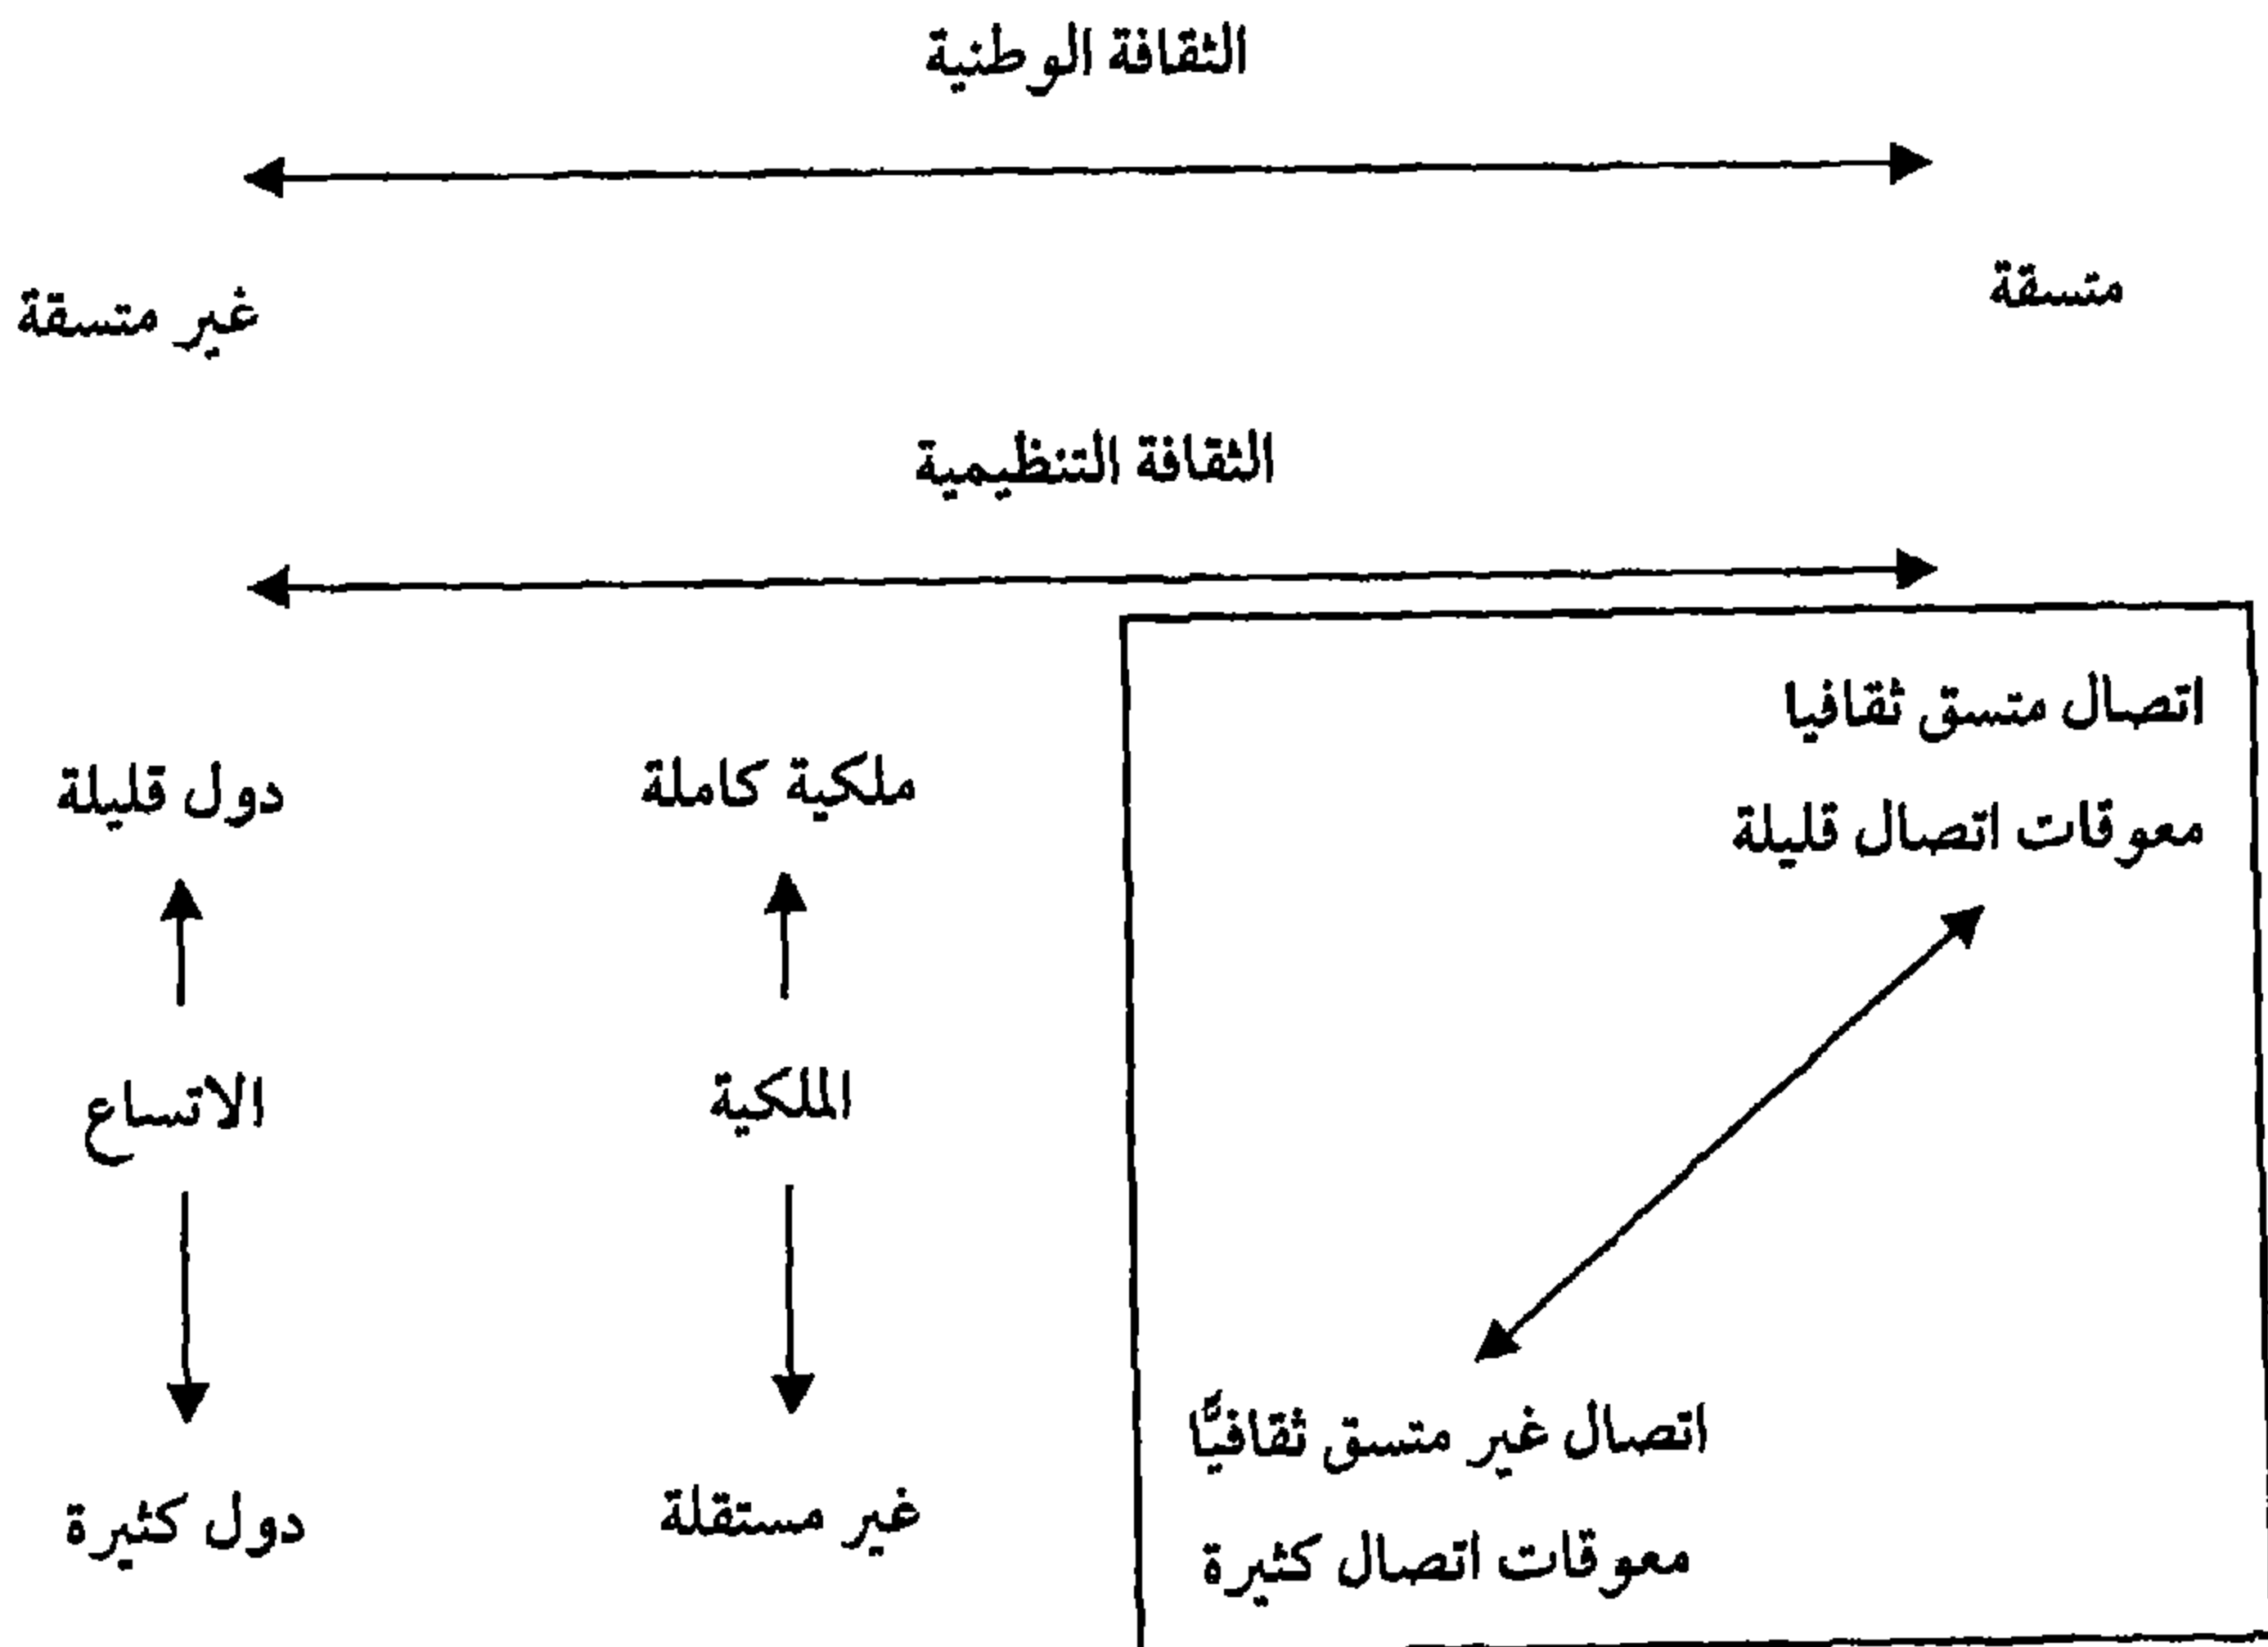 الثقافة الوطنية
متسقة
غير متسقة
الثقافة التنظيمية
اتصال متسق ثقافيا
معوقات اتصال قليلة
ملكية كاملة
دول قليلة
الملكية
الاتساع
اتصال غير متسق ثقافيًّا
معوقات اتصال كثيرة
غير مستقلة
دول كثيرة